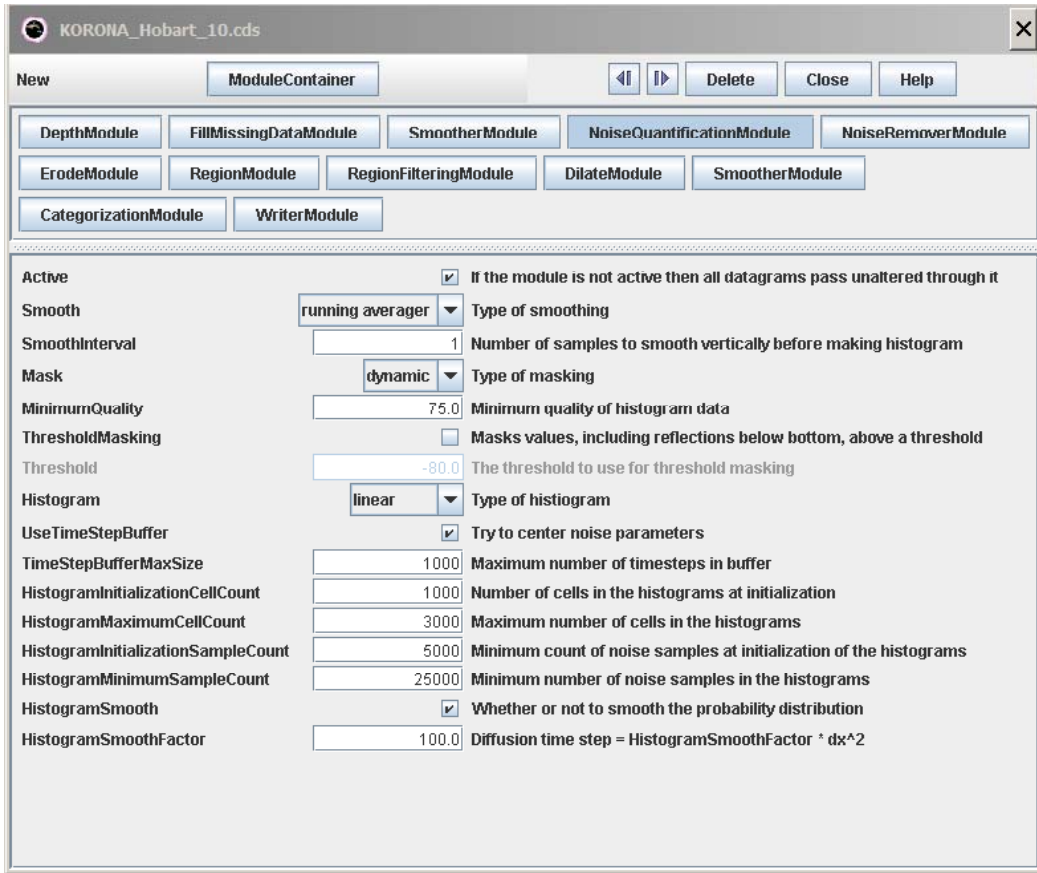 KORONA_Hobart_10.cds
New ModuleContainer Delete Close Help
DepthModule FillMissingDataModule SmootherModule NoiseQuantificationModule NoiseRemoverModule
ErodeModule RegionModule RegionFilteringModule DilateModule SmootherModule
CategorizationModule WriterModule
Active If the module is not active then all datagrams pass unaltered through it
Smooth running averager Type of smoothing
SmoothInterval 1 Number of samples to smooth vertically before making histogram
Mask dynamic Type of masking
MinimumQuality 75.0 Minimum quality of histogram data
ThresholdMasking Masks values, including reflections below bottom, above a threshold
Threshold -80.0 The threshold to use for threshold masking
Histogram linear Type of histiogram
UseTimeStepBuffer Try to center noise parameters
TimeStepBufferMaxSize 1000 Maximum number of timesteps in buffer
HistogramInitializationCellCount 1000 Number of cells in the histograms at initialization
HistogramMaximumCellCount 3000 Maximum number of cells in the histograms
HistogramInitializationSampleCount 5000 Minimum count of noise samples at initialization of the histograms
HistogramMinimumSampleCount 25000 Minimum number of noise samples in the histograms
HistogramSmooth Whether or not to smooth the probability distribution
HistogramSmoothFactor 100.0 Diffusion time step = HistogramSmoothFactor * dx^2